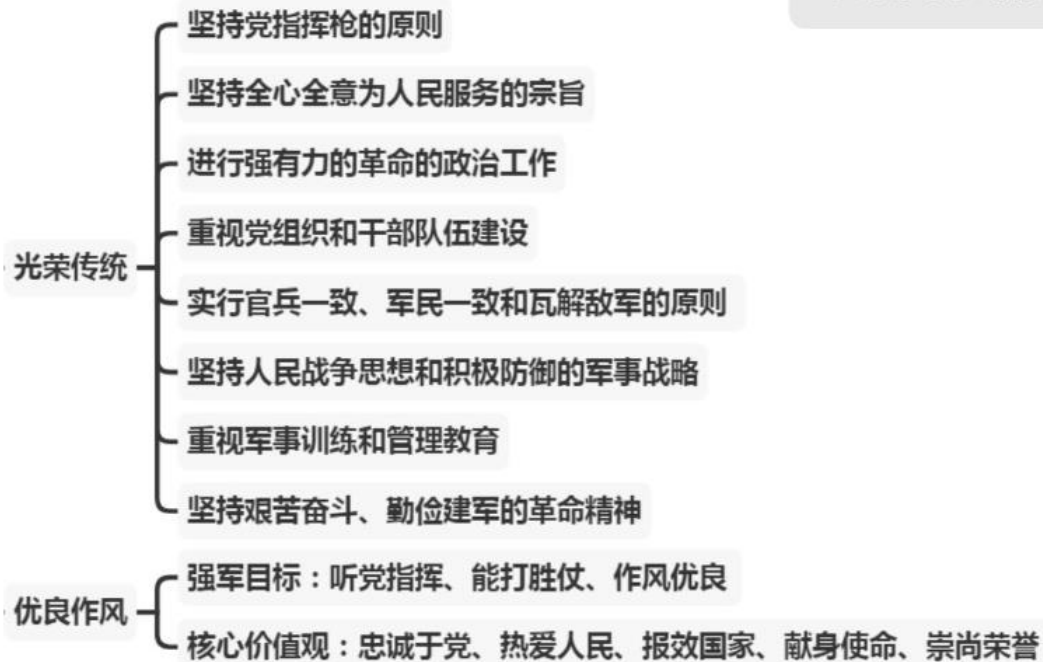 坚持党指挥枪的原则
坚持全心全意为人民服务的宗旨
进行强有力的革命的政治工作
重视党组织和干部队伍建设
光荣传统
实行官兵一致、军民一致和瓦解敌军的原则
坚持人民战争思想和积极防御的军事战略
重视军事训练和管理教育
坚持艰苦奋斗、勤俭建军的革命精神
强军目标：听党指挥、能打胜仗、作风优良
优良作风
核心价值观：忠诚于党、热爱人民、报效国家、献身使命、崇尚荣誉